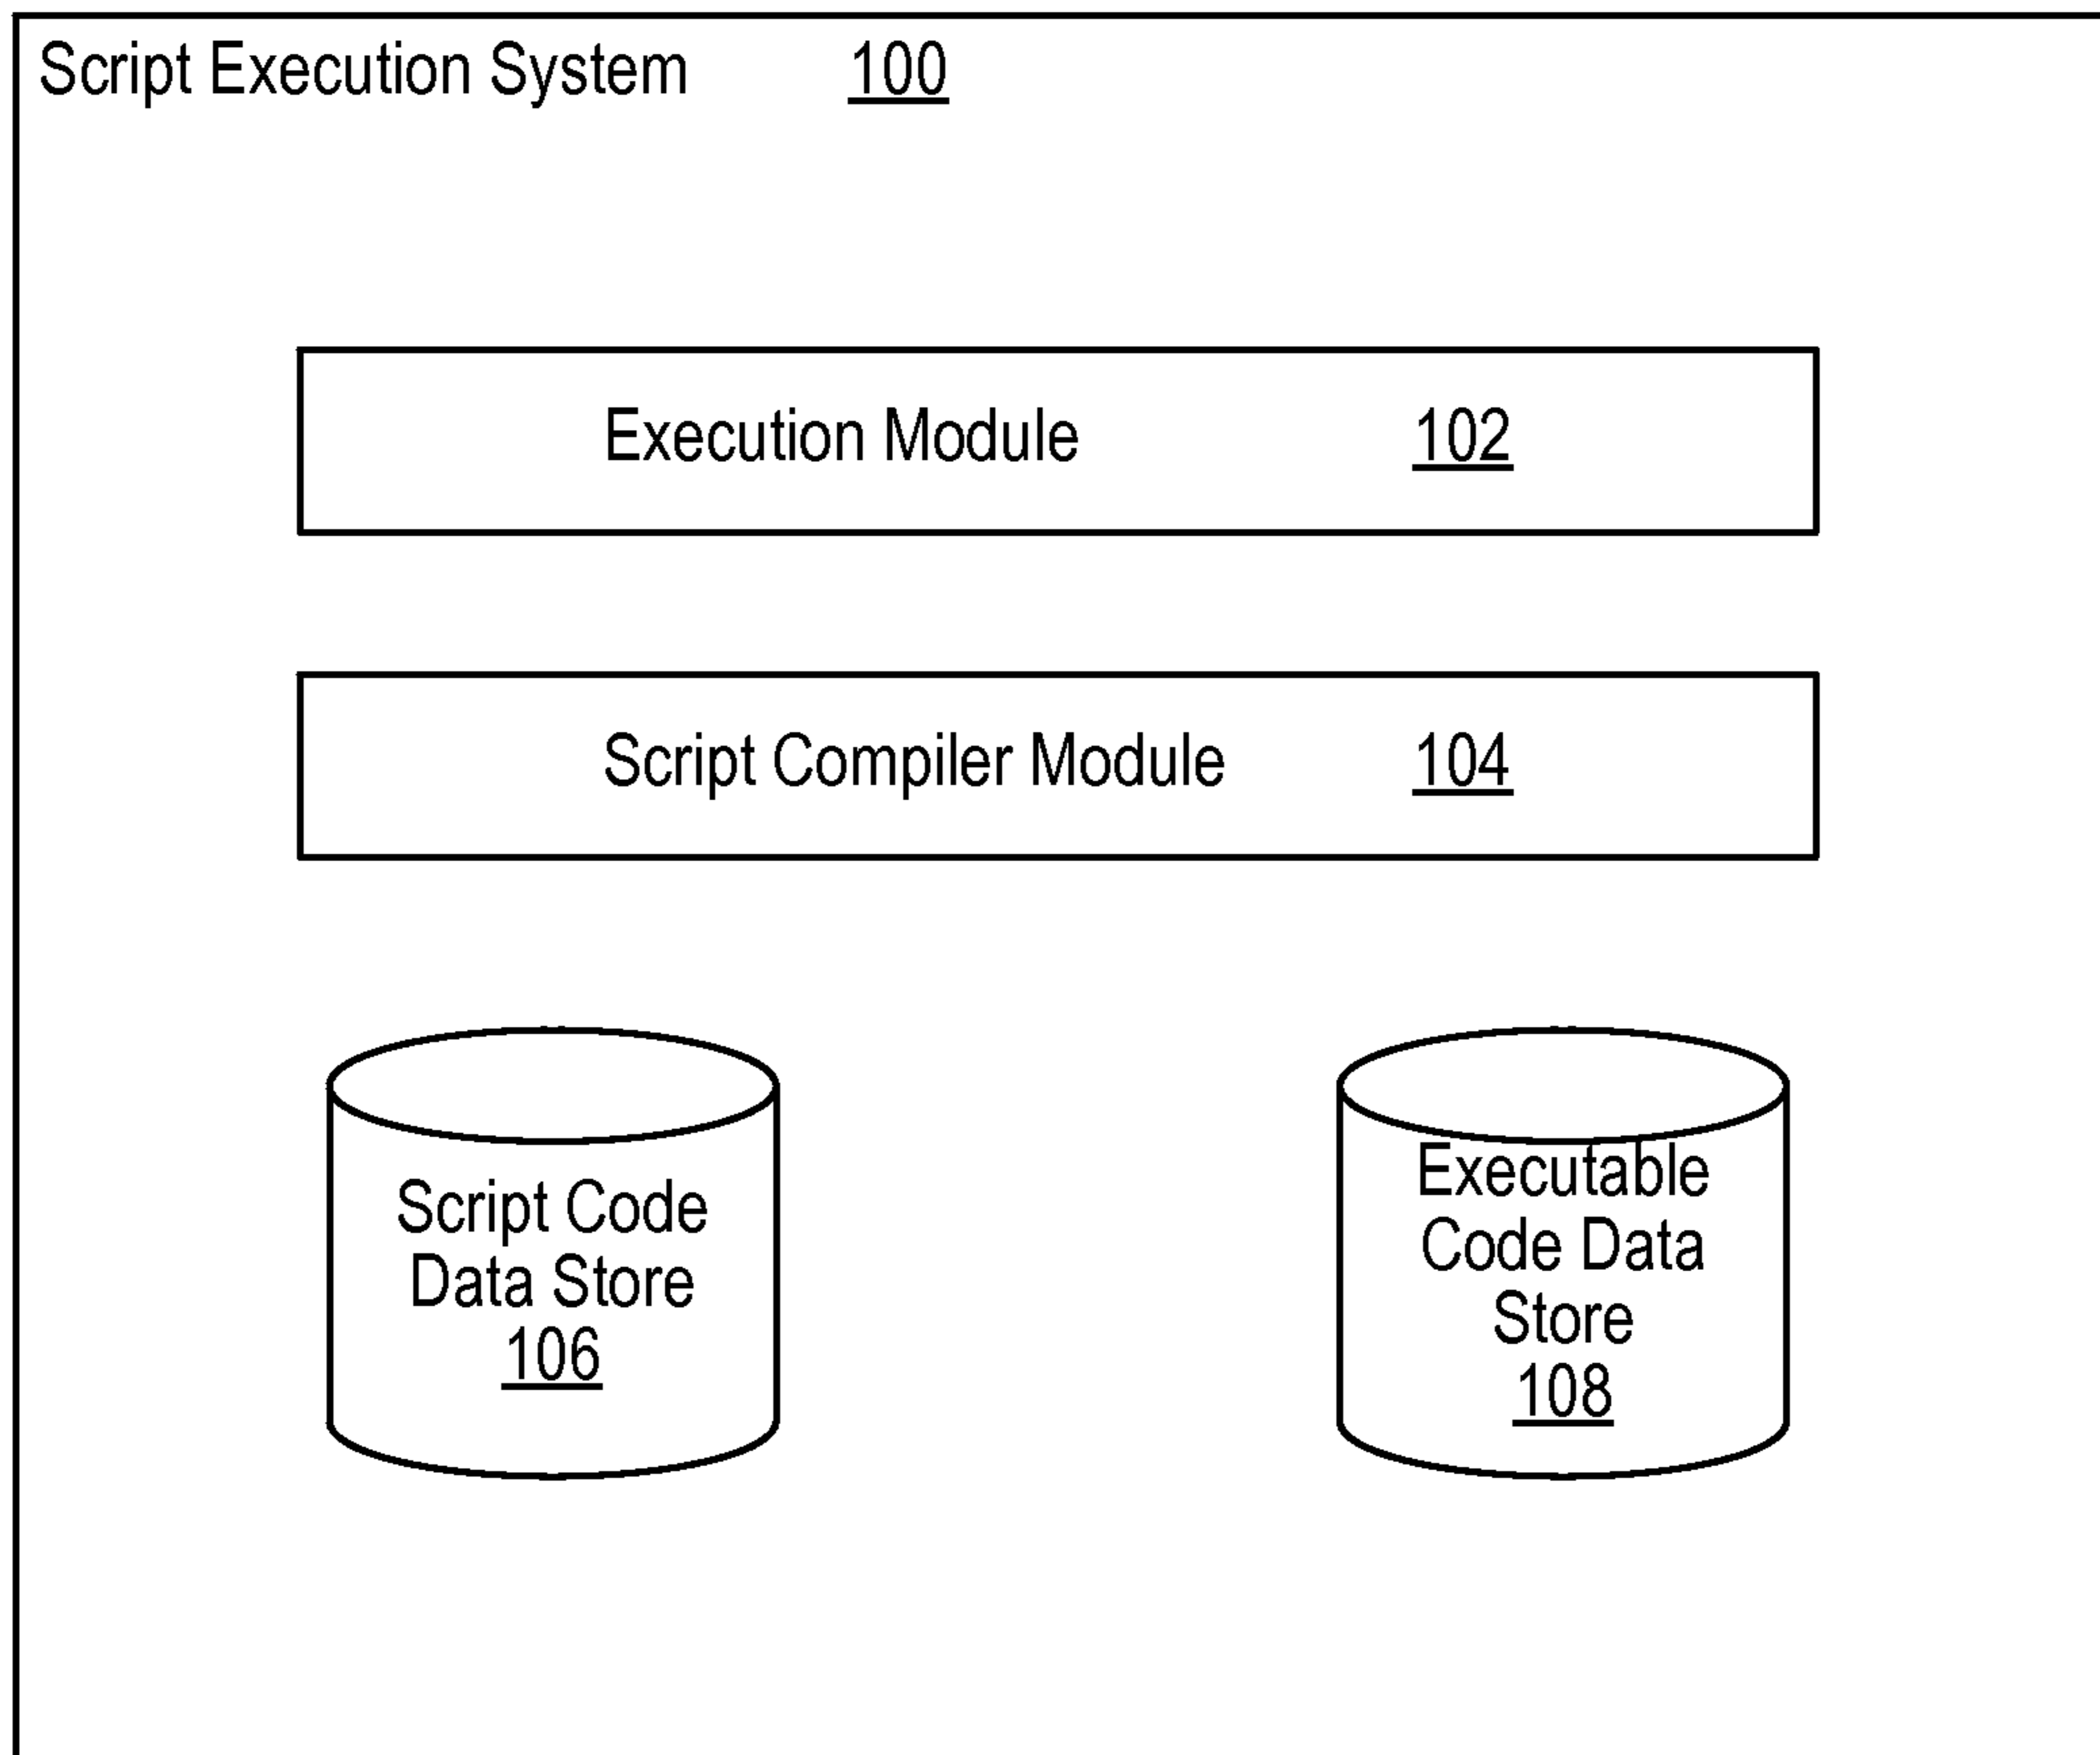 Script Execution System 100
Execution Module 102
Script Compiler Module 104
Script Code
Data Store
106
Executable
Code Data
Store
108